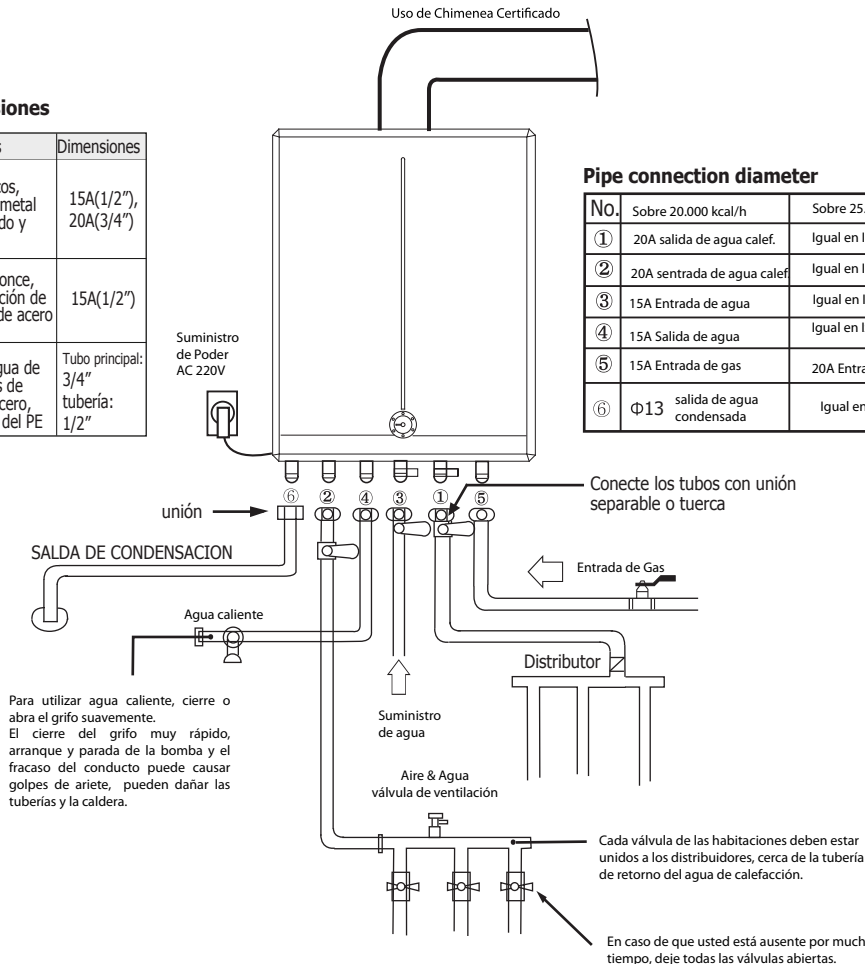 Uso de Chimenea Certificado
siones
s
Dimensiones
cos,
metal
do y
15A(1/2"),
20A(3/4")
once,
ción de
de acero
15A(1/2")
gua de
s de
cero,
del PE
Tubo principal:
3/4"
tubería:
1/2"
Suministro
de Poder
AC 220V
Pipe connection diameter
No. Sobre 20.000 kcal/h Sobre 25.
① 20A salida de agua calef. Igual en l
② 20A sentrada de agua calef. Igual en l
③ 15A Entrada de agua Igual en l
④ 15A Salida de agua Igual en l
⑤ 15A Entrada de gas 20A Entra
⑥ Φ13 salida de agua Igual en
condensada
⑥ ② ④ ③ ① ⑤
unión
Conecte los tubos con unión
separable o tuerca
SALDA DE CONDENSACION
Entrada de Gas
Agua caliente
Distributor
Para utilizar agua caliente, cierre o
abra el grifo suavemente.
El cierre del grifo muy rápido,
arranque y parada de la bomba y el
fracaso del conducto puede causar
golpes de ariete, pueden dañar las
tuberías y la caldera.
Suministro
de agua
Aire & Agua
válvula de ventilación
Cada válvula de las habitaciones deben estar
unidos a los distribuidores, cerca de la tubería
de retorno del agua de calefacción.
En caso de que usted está ausente por much
tiempo, deje todas las válvulas abiertas.